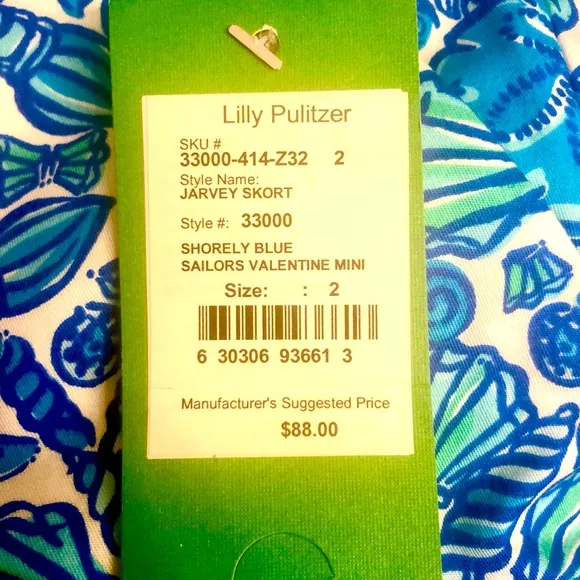 Lilly Pulitzer
SKU #
33000-414-Z32 2
Style Name:
JARVEY SKORT
Style #: 33000
SHORELY BLUE
SAILORS VALENTINE MINI
Size: : 2
6 30306 93661 3
Manufacturer's Suggested Price
$88.00